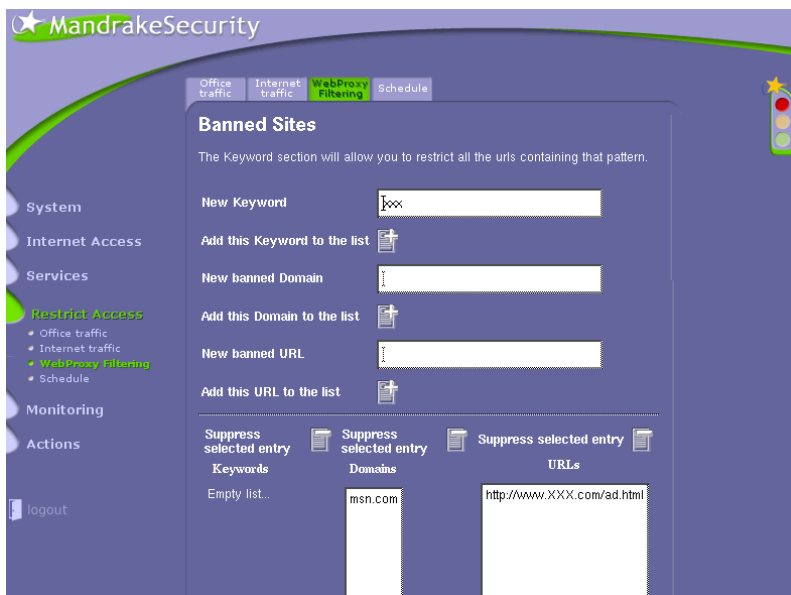 MandrakeSecurity
Office traffic
Internet traffic
WebProxy Filtering
Schedule
Banned Sites
The Keyword section will allow you to restrict all the urls containing that pattern.
System
Internet Access
Services
Restrict Access
Office traffic
Internet traffic
WebProxy Filtering
Schedule
Monitoring
Actions
logout
New Keyword
xxx
Add this Keyword to the list
New banned Domain
Add this Domain to the list
New banned URL
Add this URL to the list
Suppress selected entry
Suppress selected entry
Suppress selected entry
Keywords
Domains
URLs
Empty list...
msn.com
http://www.XXX.com/ad.html